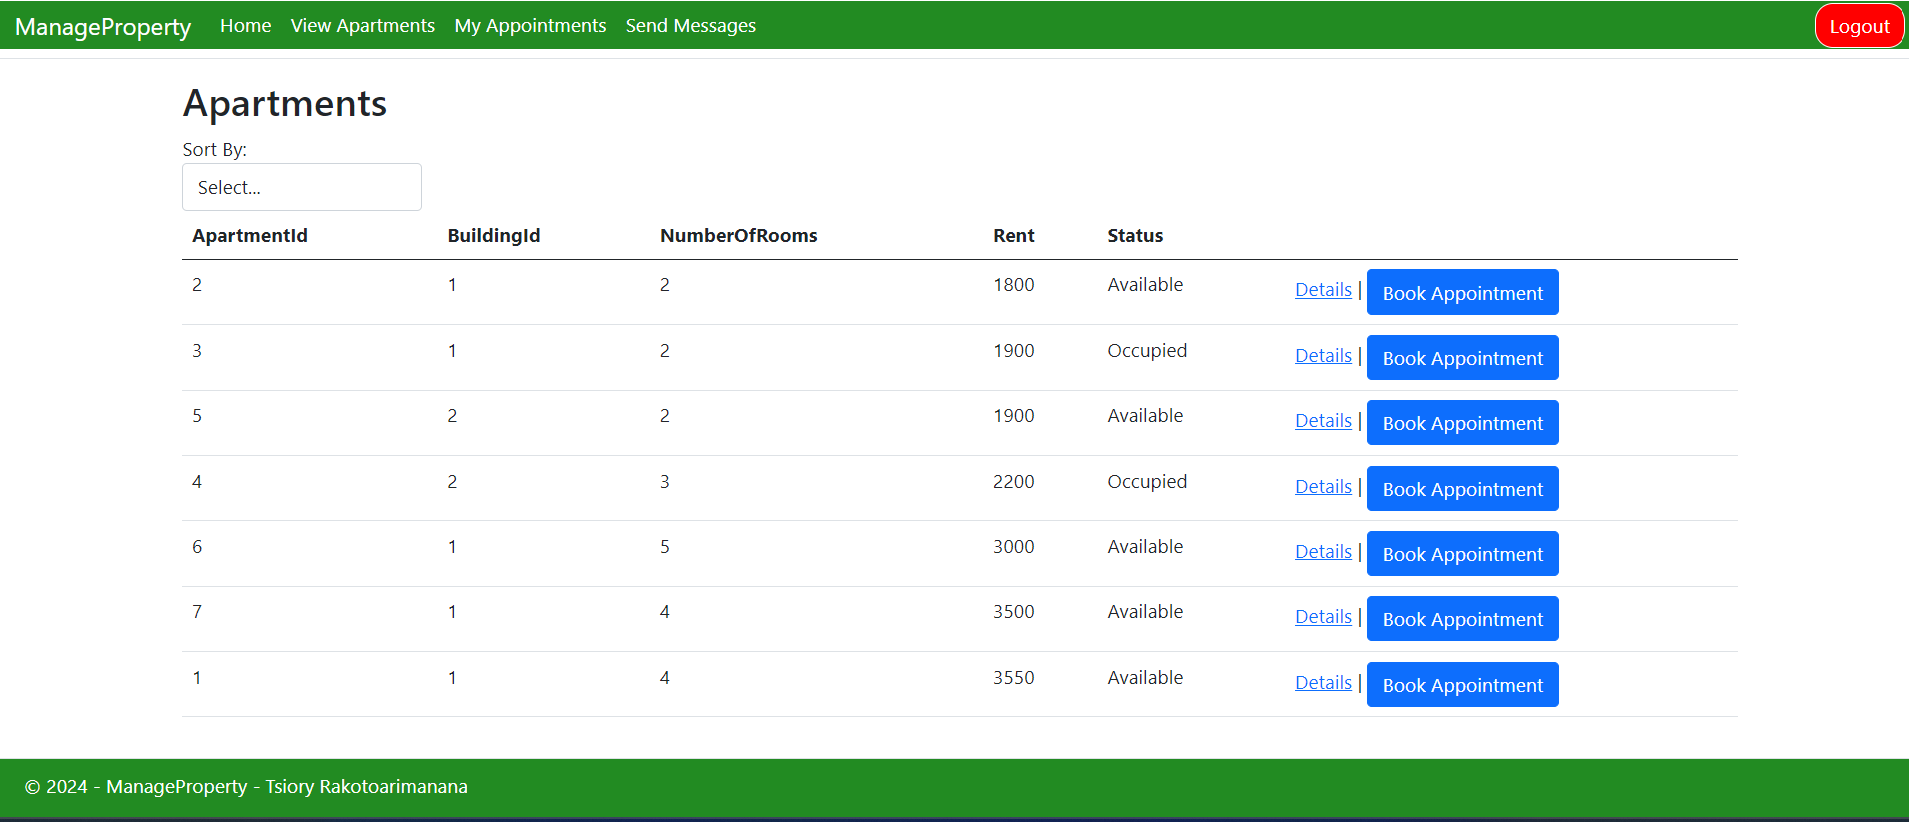 ManageProperty Home View Apartments My Appointments Send Messages Logout
Apartments
Sort By:
Select...
ApartmentId BuildingId NumberOfRooms Rent Status
2 1 2 1800 Available Details | Book Appointment
3 1 2 1900 Occupied Details | Book Appointment
5 2 2 1900 Available Details | Book Appointment
4 2 3 2200 Occupied Details | Book Appointment
6 1 5 3000 Available Details | Book Appointment
7 1 4 3500 Available Details | Book Appointment
1 1 4 3550 Available Details | Book Appointment
© 2024 - ManageProperty - Tsiory Rakotoarimanana